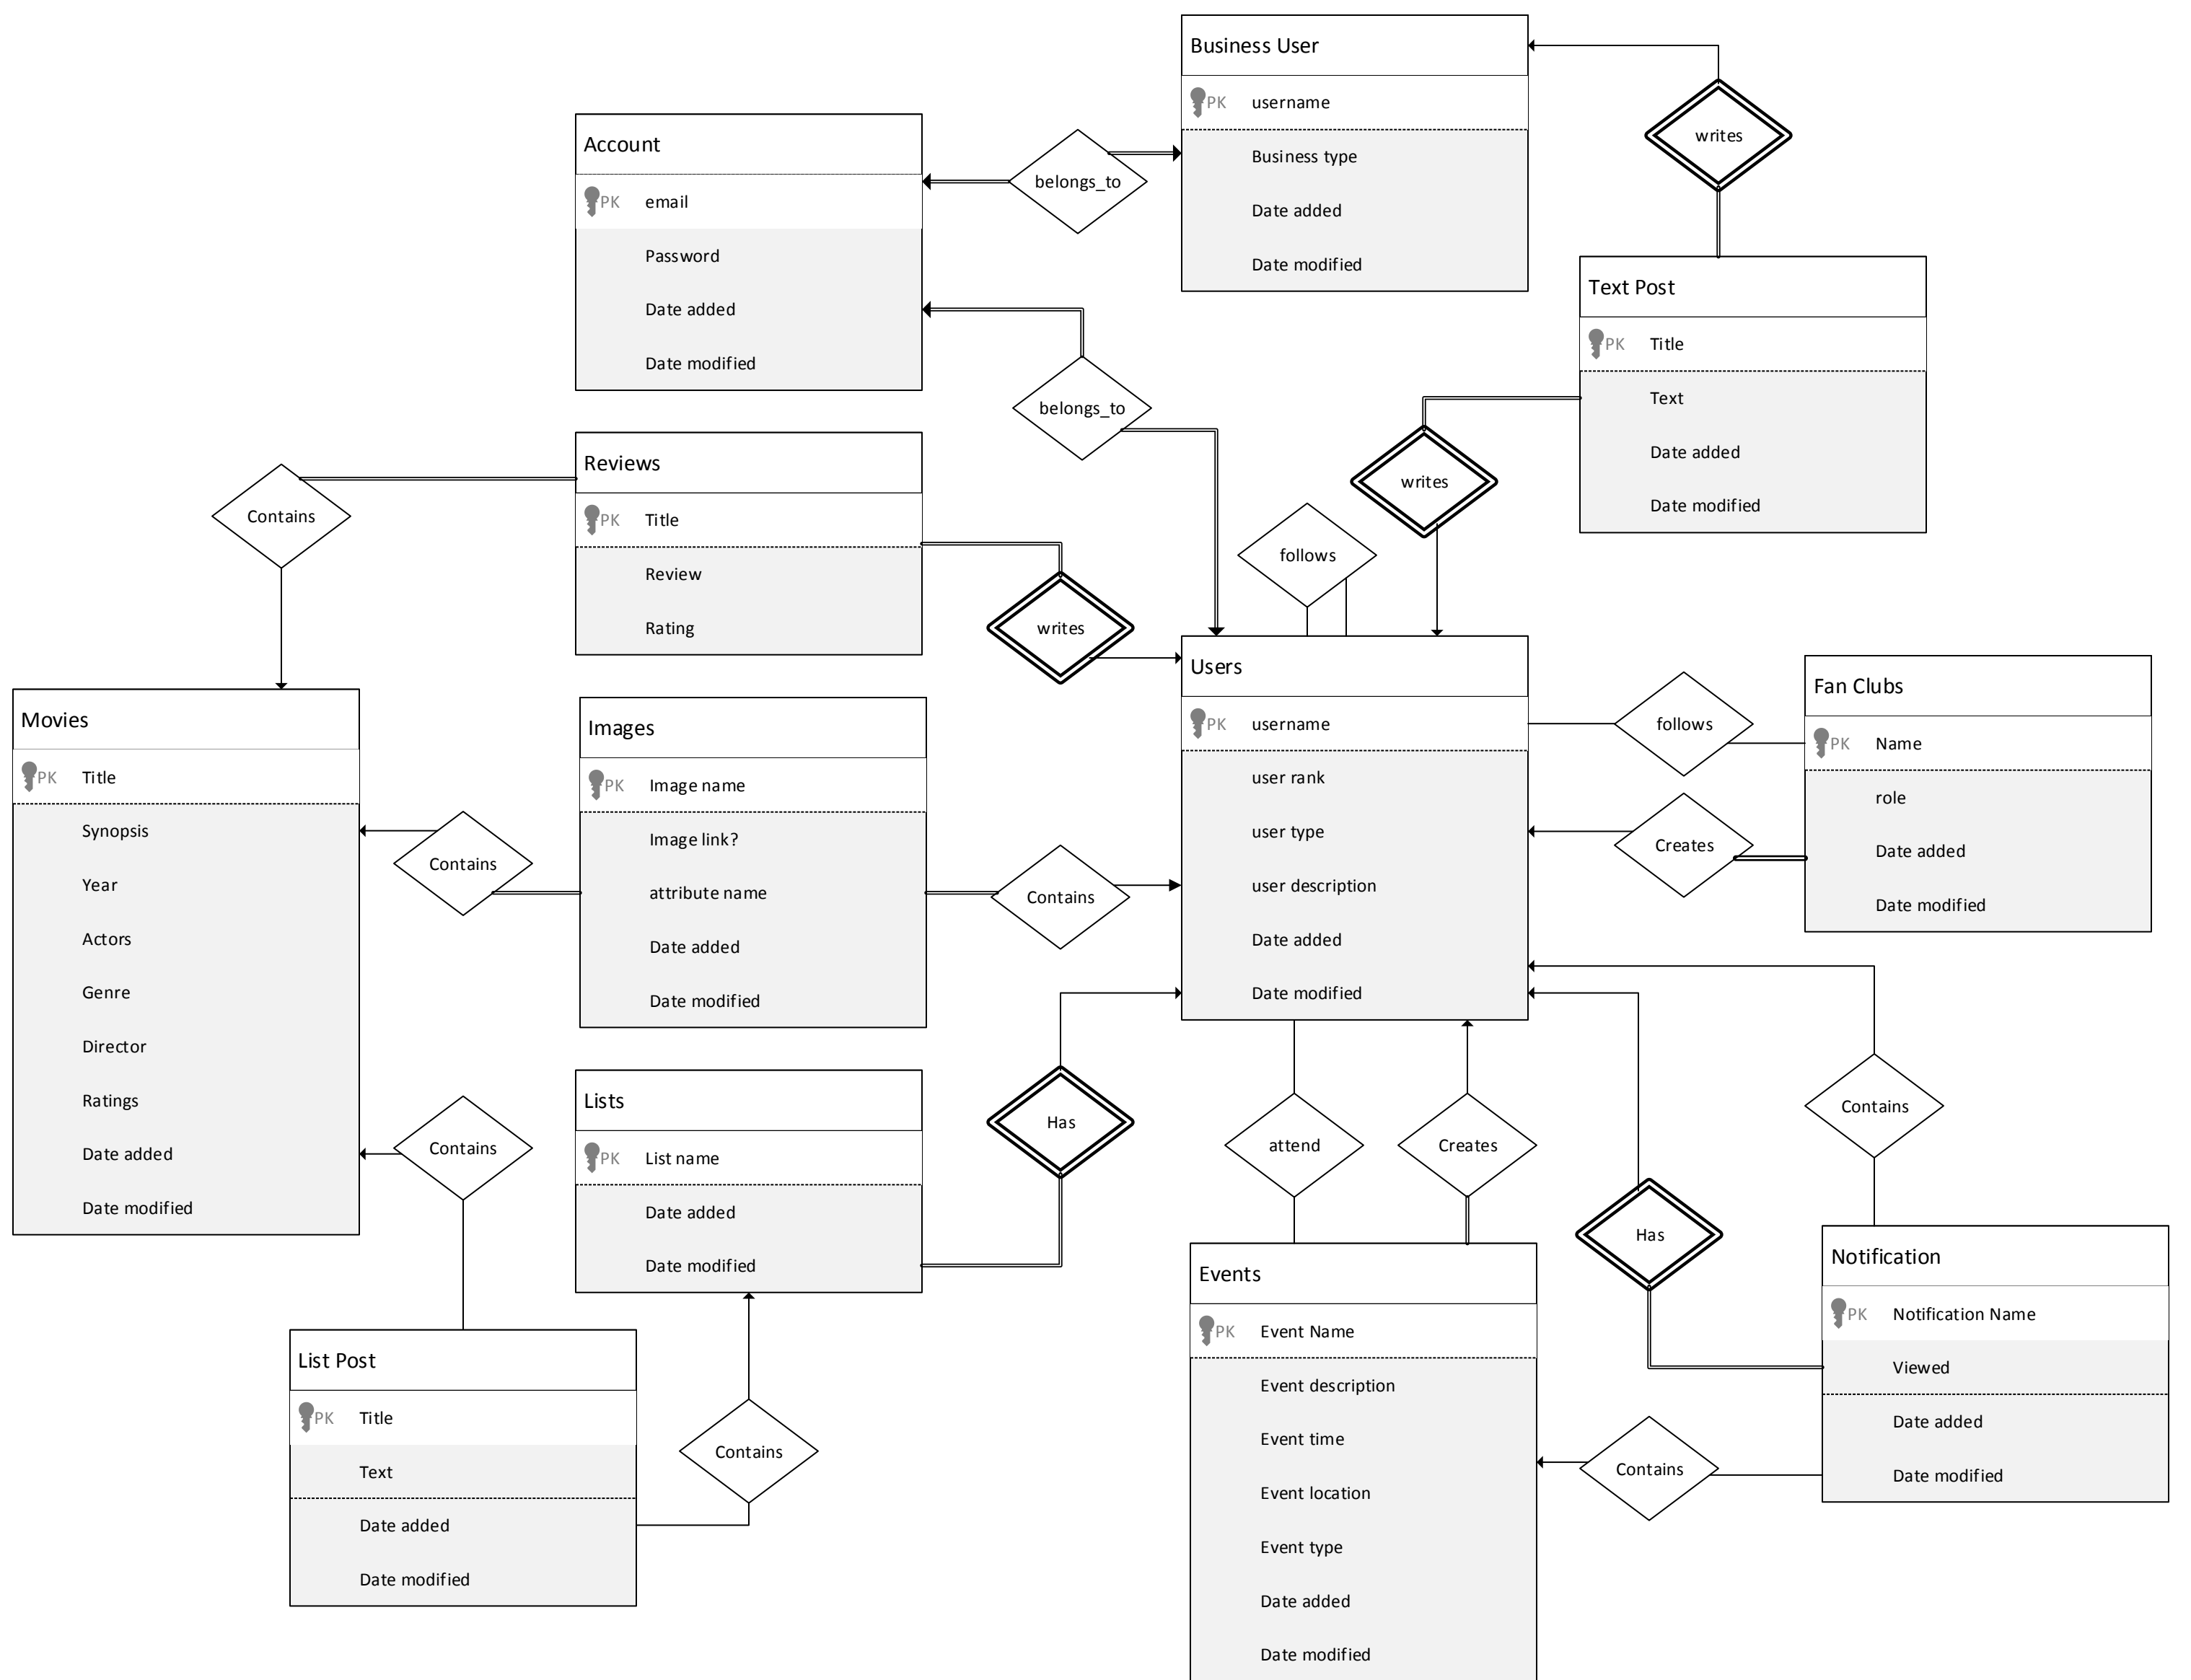 Business User
PK username
Business type
Date added
Date modified
writes
Account
PK email
Password
Date added
Date modified
belongs_to
belongs_to
Text Post
PK Title
Text
Date added
Date modified
writes
Reviews
PK Title
Review
Rating
Contains
writes
follows
Users
PK username
user rank
user type
user description
Date added
Date modified
follows
Creates
Fan Clubs
PK Name
role
Date added
Date modified
Movies
PK Title
Synopsis
Year
Actors
Genre
Director
Ratings
Date added
Date modified
Contains
Images
PK Image name
Image link?
attribute name
Date added
Date modified
Contains
Contains
Lists
PK List name
Date added
Date modified
Has
attend
Creates
Has
Contains
List Post
PK Title
Text
Date added
Date modified
Contains
Events
PK Event Name
Event description
Event time
Event location
Event type
Date added
Date modified
Contains
Notification
PK Notification Name
Viewed
Date added
Date modified